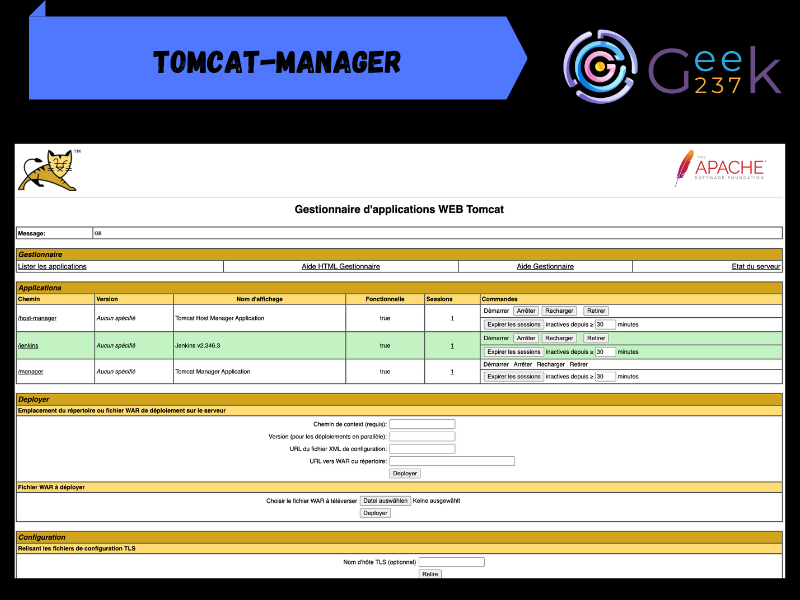 TOMCAT-MANAGER
Geek
237
TM
THE
APACHE
SOFTWARE FOUNDATION
Gestionnaire d'applications WEB Tomcat
Message: OK
Gestionnaire
Lister les applications Aide HTML Gestionnaire Aide Gestionnaire Etat du serveur
Applications
Chemin Version Nom d'affichage Fonctionnelle Sessions Commandes
/host-manager Aucun spécifié Tomcat Host Manager Application true 1 Démarrer Arrêter Recharger Retirer
Expirer les sessions inactives depuis ≥ 30 minutes
/jenkins Aucun spécifié Jenkins v2.346.3 true 1 Démarrer Arrêter Recharger Retirer
Expirer les sessions inactives depuis ≥ 30 minutes
/manager Aucun spécifié Tomcat Manager Application true 1 Démarrer Arrêter Recharger Retirer
Expirer les sessions inactives depuis ≥ 30 minutes
Deployer
Emplacement du répertoire ou fichier WAR de déploiement sur le serveur
Chemin de context (requis):
Version (pour les déploiements en parallèle):
URL du fichier XML de configuration:
URL vers WAR ou répertoire:
Deployer
Fichier WAR à déployer
Choisir le fichier WAR à téléverser Datei auswählen Keine ausgewählt
Deployer
Configuration
Relisant les fichiers de configuration TLS
Nom d'hôte TLS (optionnel)
Relire